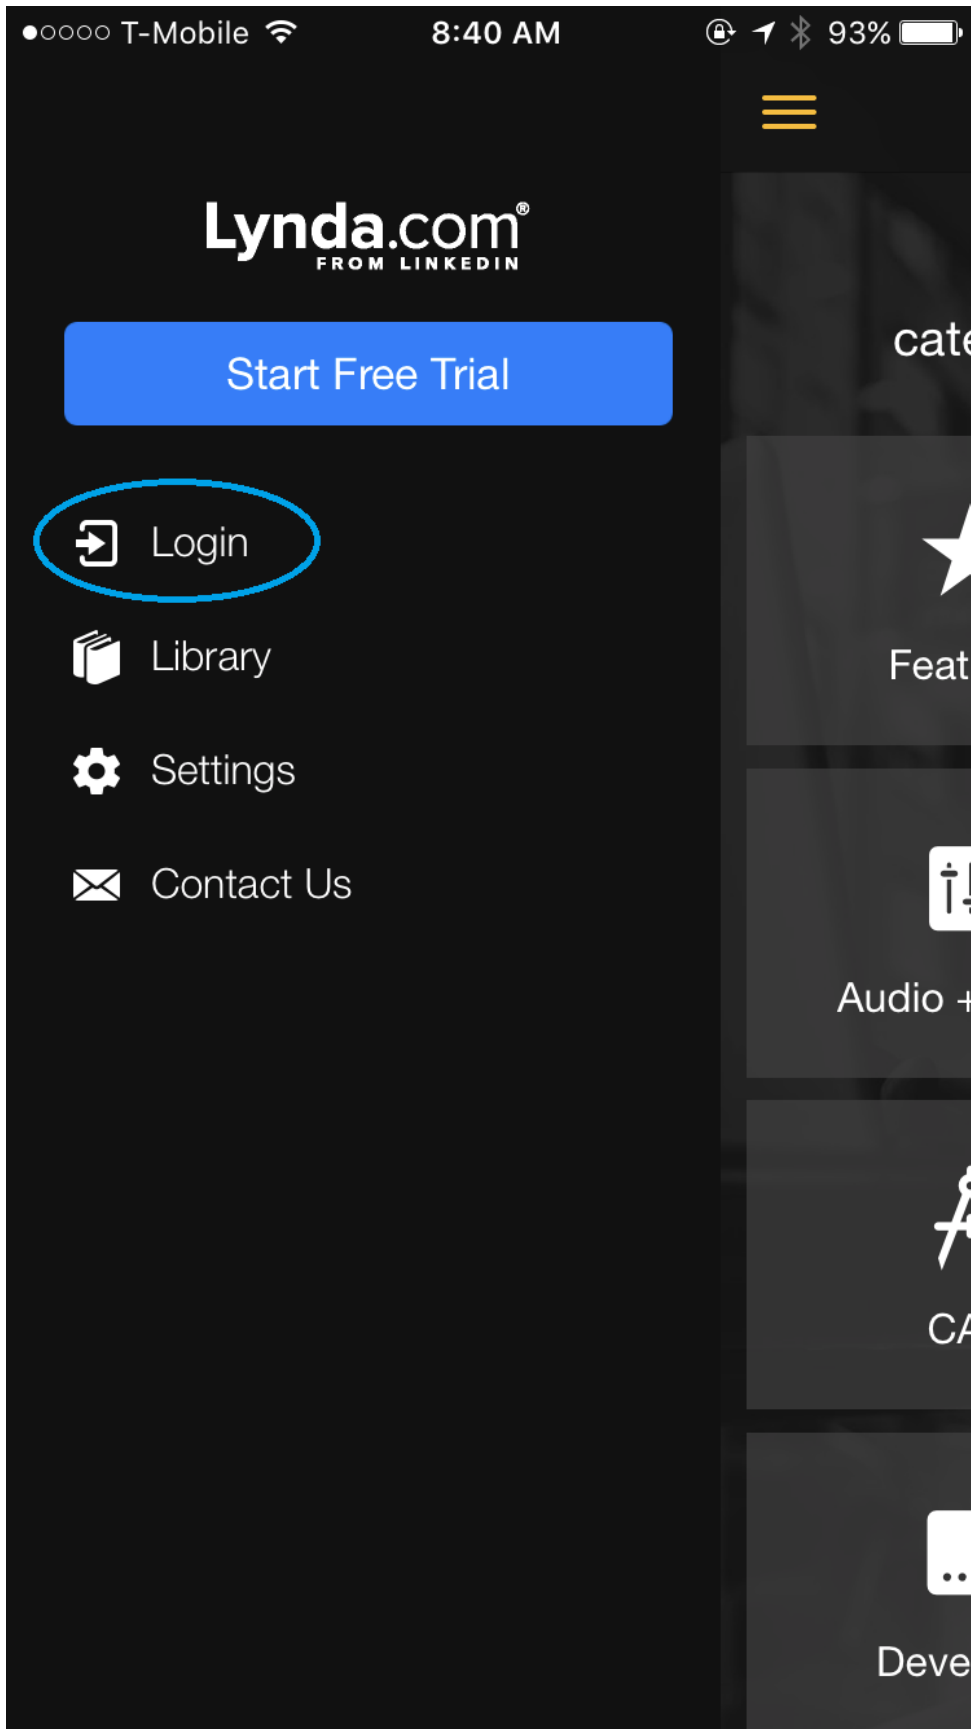 T-Mobile 8:40 AM 93%
Lynda.com®
FROM LINKEDIN
Start Free Trial
Login
Library
Settings
Contact Us
cate
Feat
Audio +
CA
Deve